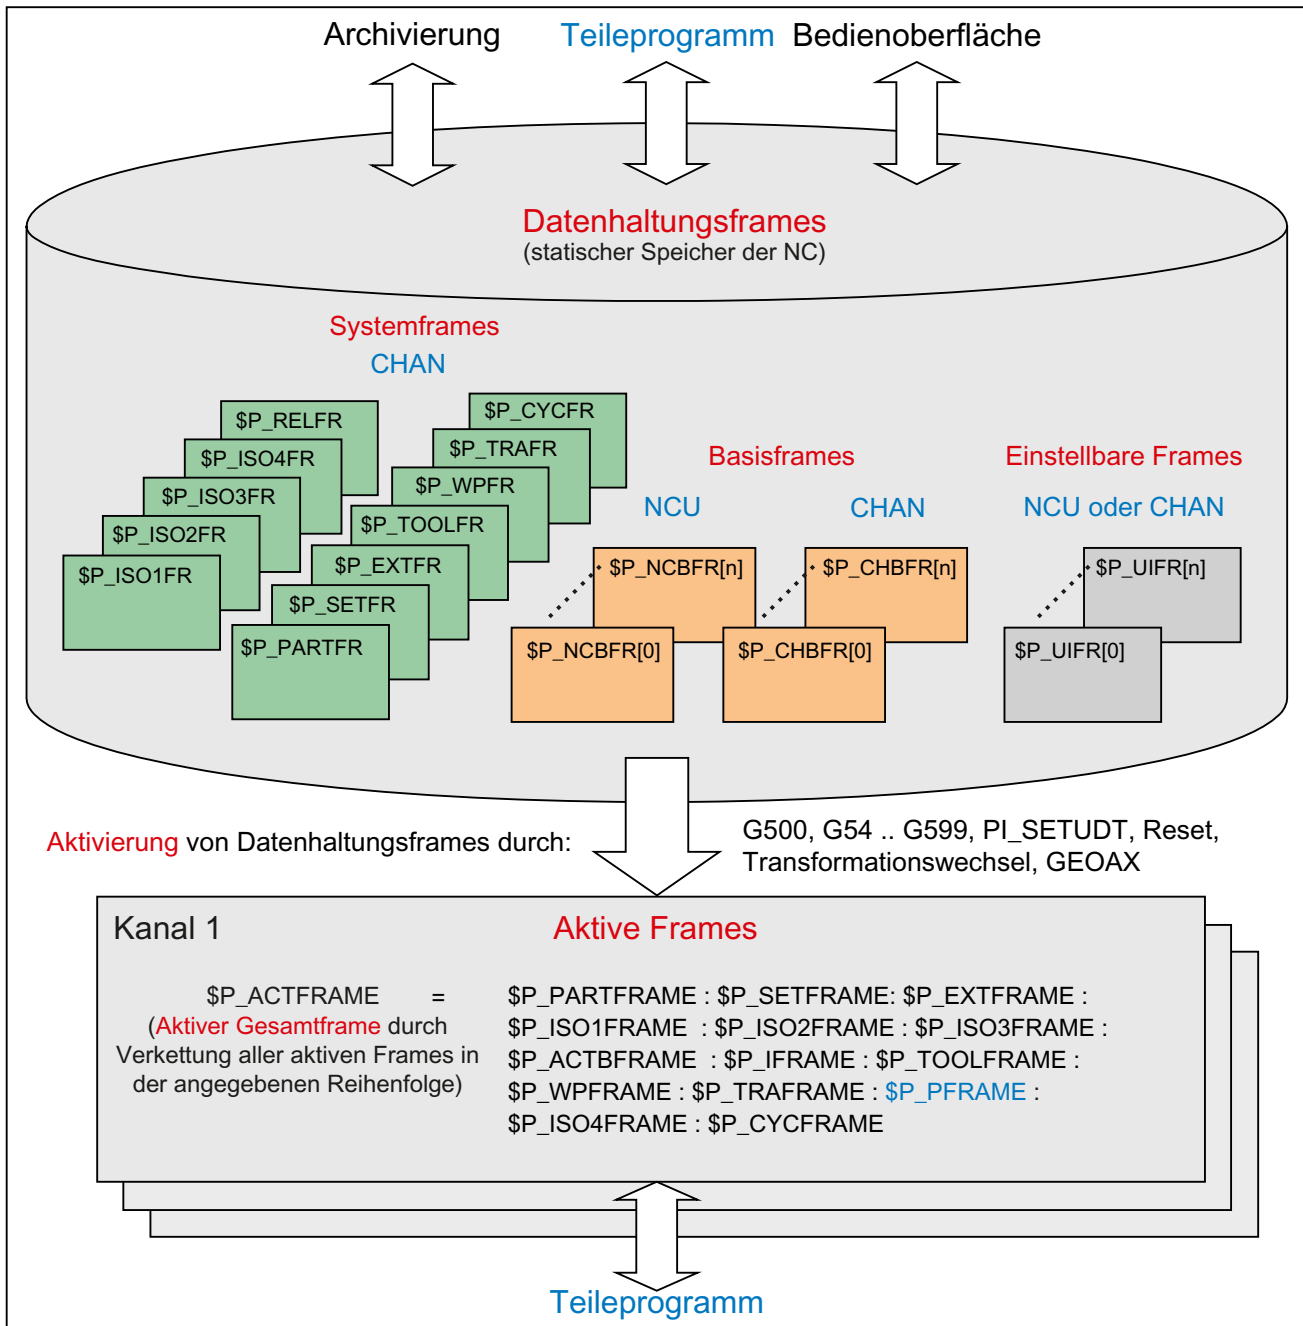 Archivierung
Teileprogramm
Bedienoberfläche
Datenhaltungsframes
(statischer Speicher der NC)
Systemframes
CHAN
$P_RELFR
$P_ISO4FR
$P_ISO3FR
$P_ISO2FR
$P_ISO1FR
$P_CYCFR
$P_TRAFR
$P_WPFR
$P_TOOLFR
$P_EXTFR
$P_SETFR
$P_PARTFR
Basisframes
NCU
CHAN
$P_NCBFR[n]
$P_NCBFR[0]
$P_CHBFR[n]
$P_CHBFR[0]
Einstellbare Frames
NCU oder CHAN
$P_UIFR[n]
$P_UIFR[0]
Aktivierung von Datenhaltungsframes durch:
G500, G54 .. G599, PI_SETUDT, Reset,
Transformationswechsel, GEOAX
Kanal 1
Aktive Frames
$P_ACTFRAME =
(Aktiver Gesamtframe durch
Verkettung aller aktiven Frames in
der angegebenen Reihenfolge)
$P_PARTFRAME : $P_SETFRAME: $P_EXTFRAME :
$P_ISO1FRAME : $P_ISO2FRAME : $P_ISO3FRAME :
$P_ACTBFRAME : $P_IFRAME : $P_TOOLFRAME :
$P_WPFRAME : $P_TRAFRAME : $P_PFRAME :
$P_ISO4FRAME : $P_CYCFRAME
Teileprogramm